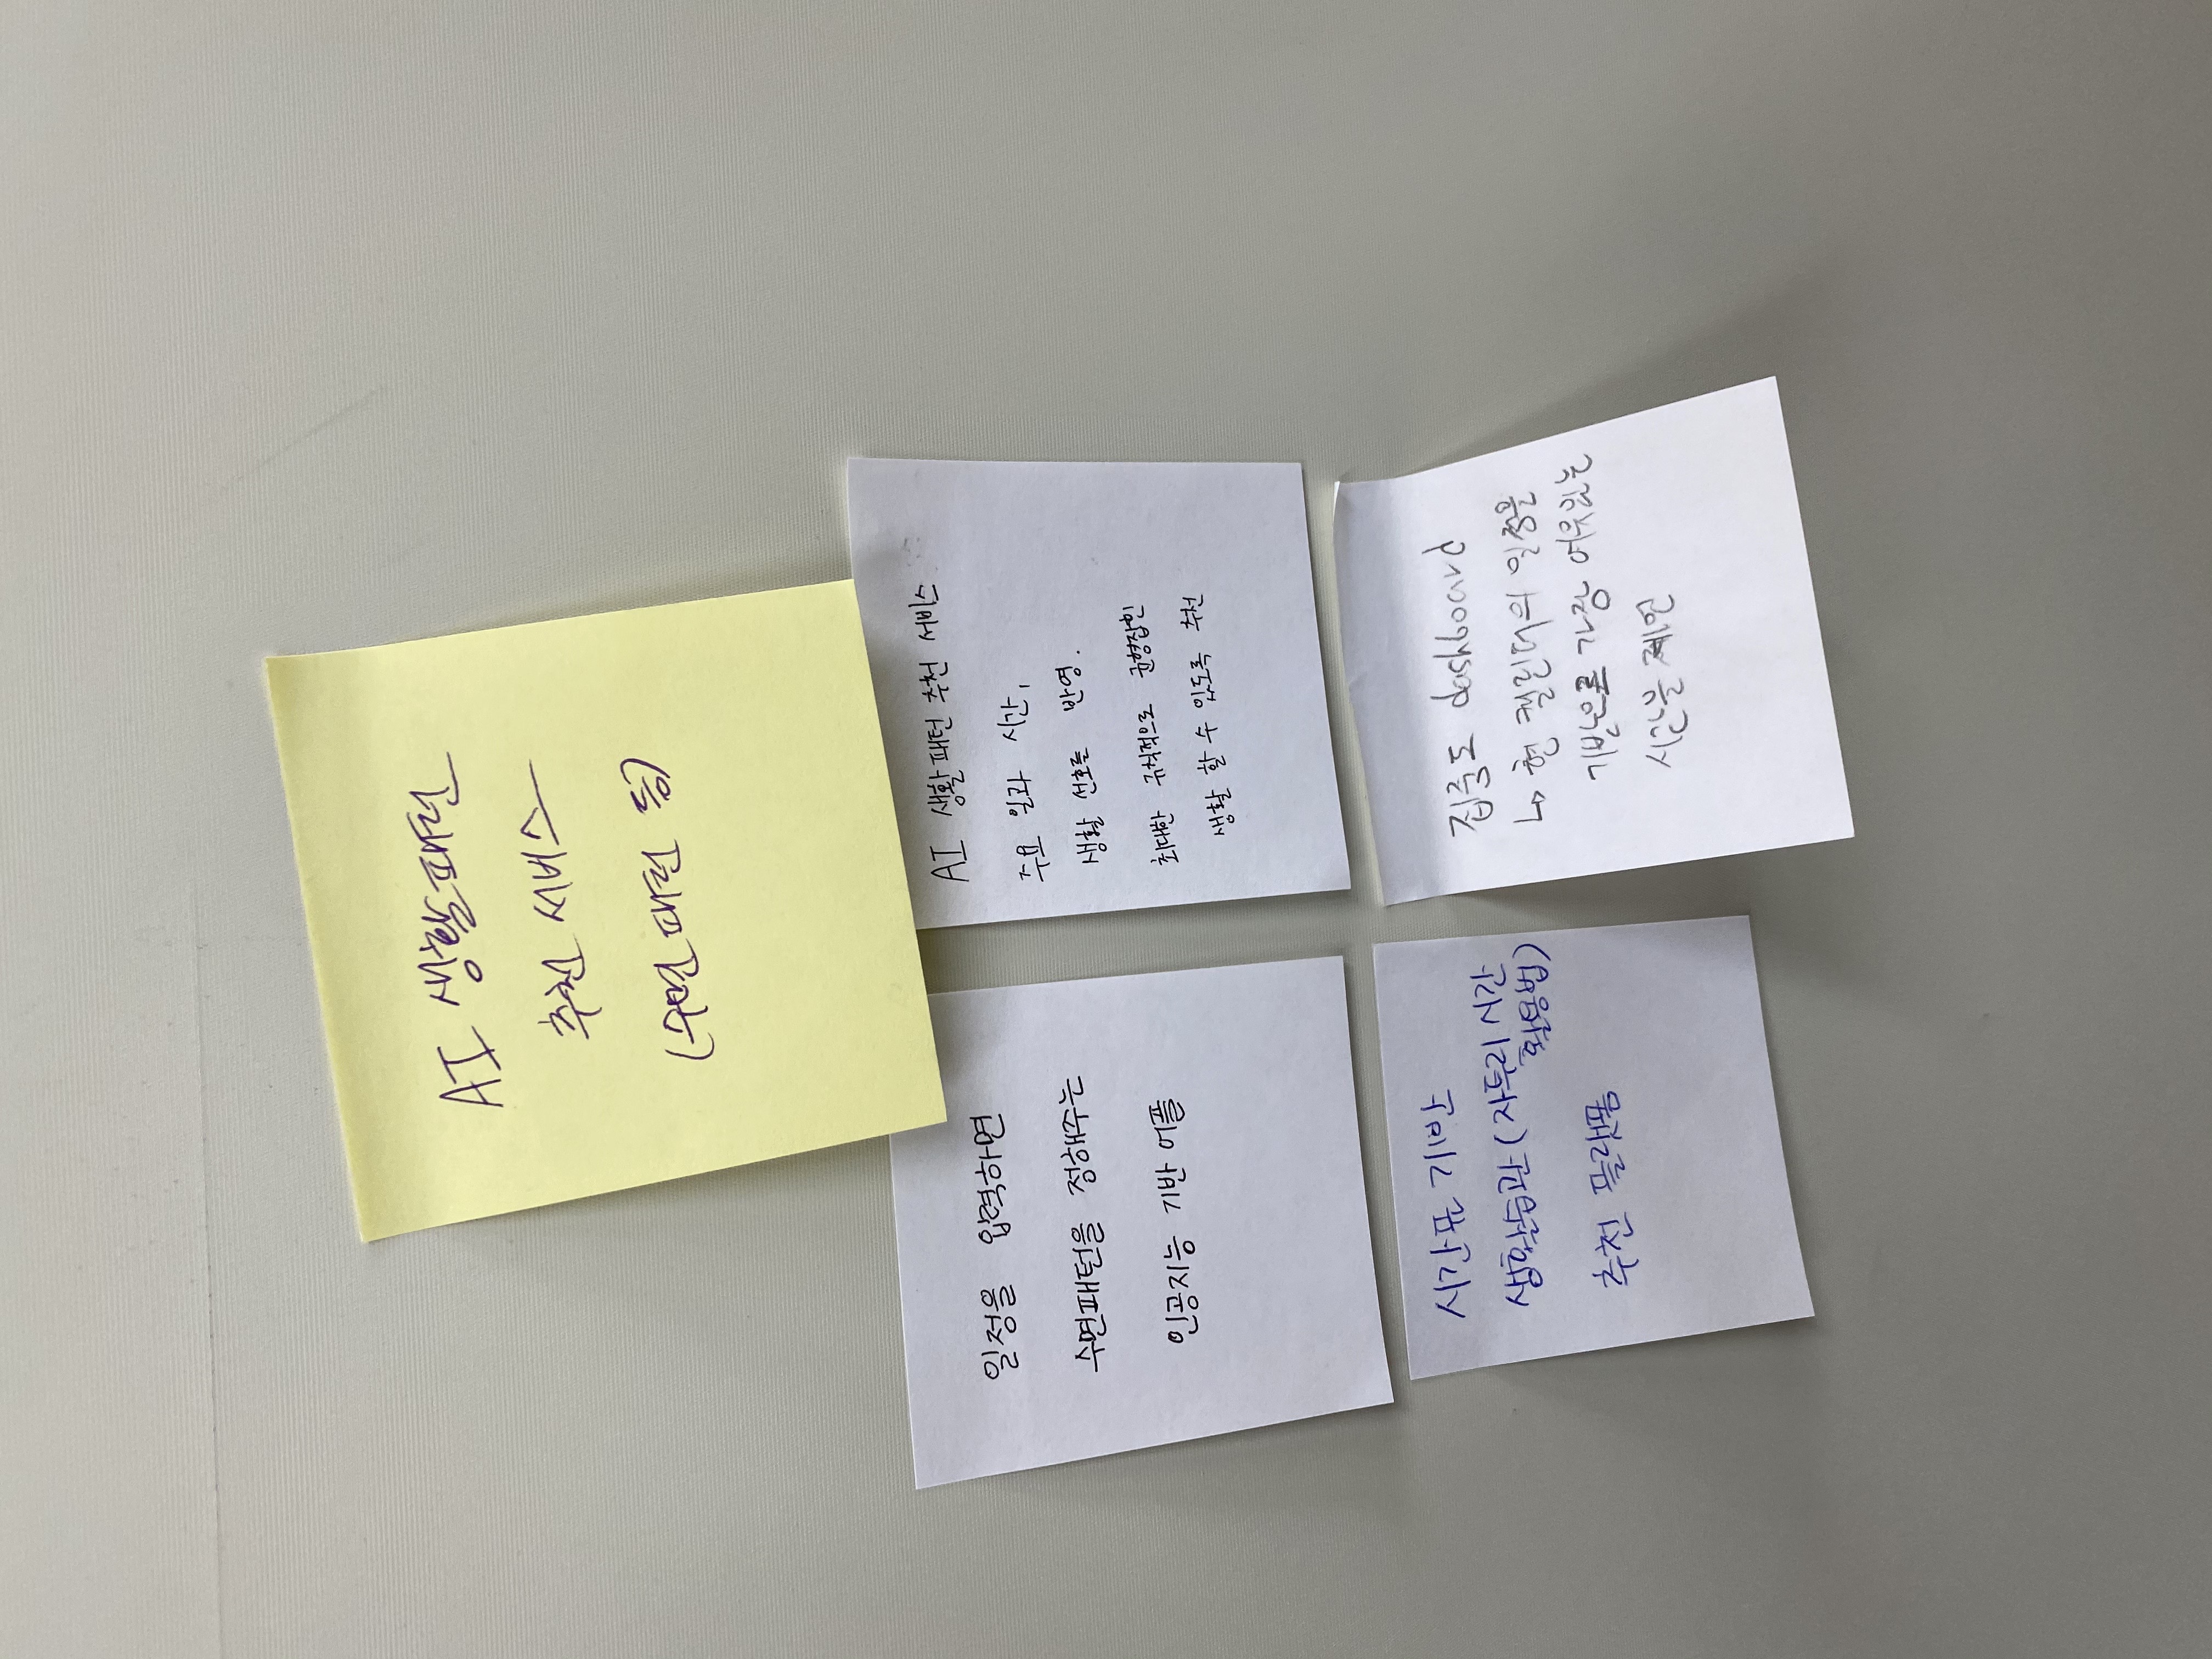 AI 생활패턴
추천 서비스
(수면 패턴 등)
일정을 입력하면
수면패턴을 정해주는
인공지능 기반 어플
AI 생활패턴 추천 서비스
주요 일과 시간,
생활 선호를 반영.
최대한 규칙적으로 균형잡힌
생활 할 수 있도록 추천
시간표 기반
생활습관 (자투리 시간
활용법)
추천 플랫폼
집중도 dashboard
↳ 현 캘린더의 일정을
기반으로 가장 여유있는
시간을 제언